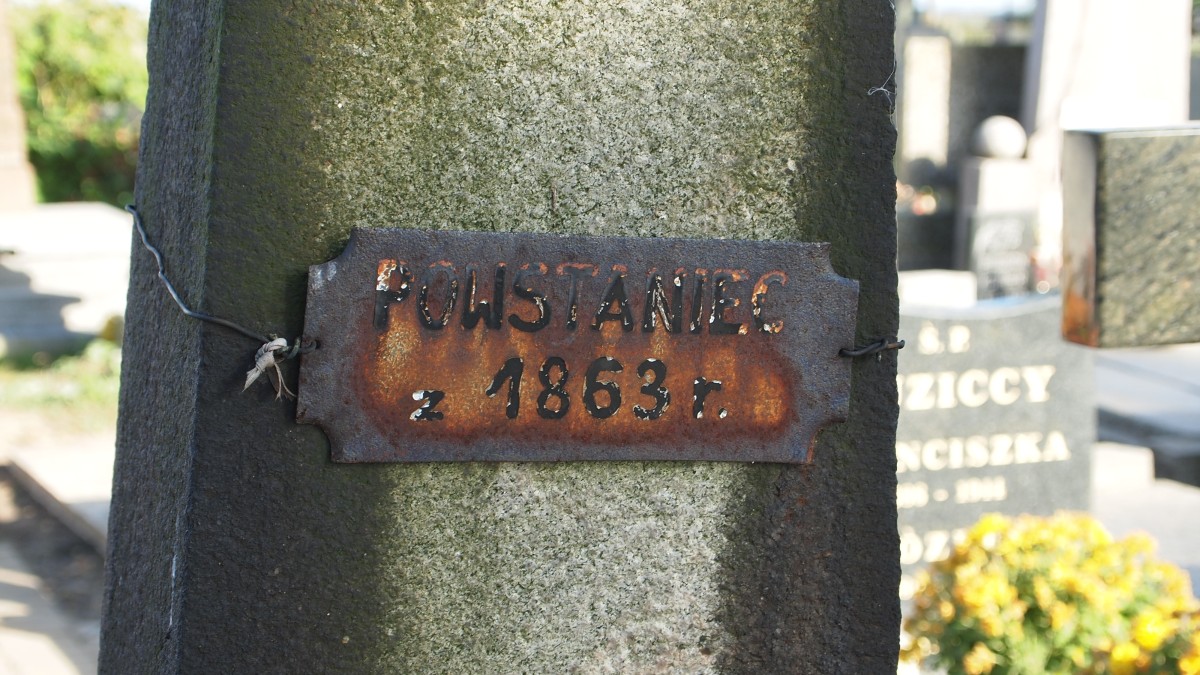 POWSTANIEC
z 1863 r.
Ś.P.